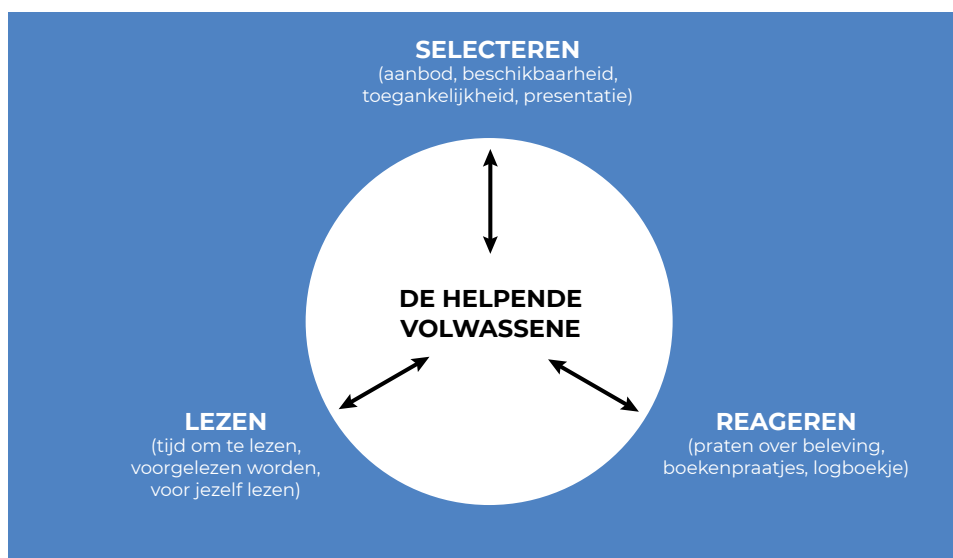 SELECTEREN
(aanbod, beschikbaarheid,
toegankelijkheid, presentatie)
DE HELPENDE
VOLWASSENE
LEZEN
(tijd om te lezen,
voorgelezen worden,
voor jezelf lezen)
REAGEREN
(praten over beleving,
boekenpraatjes, logboekje)